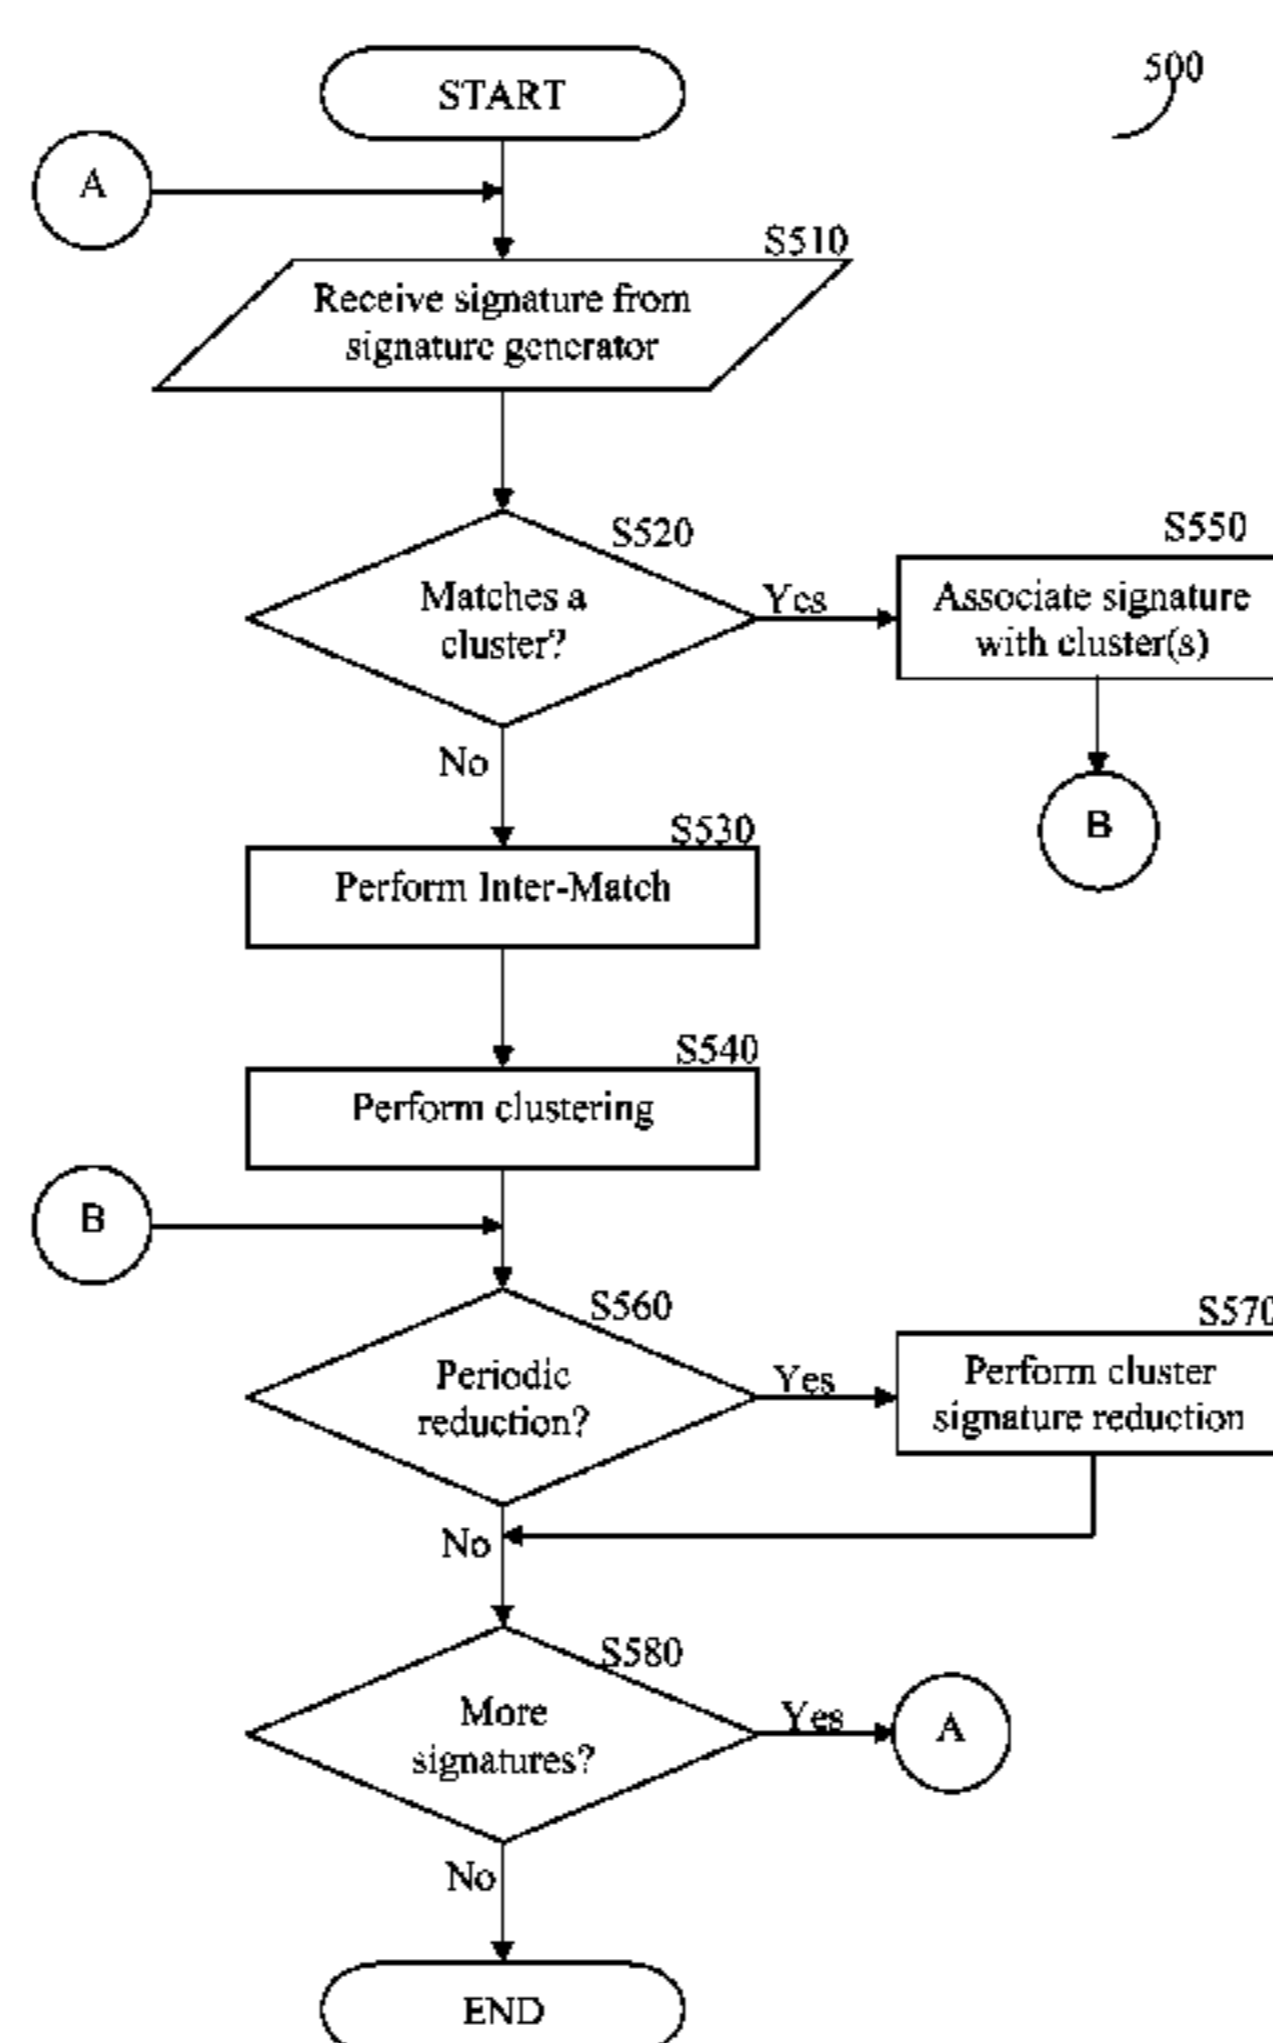 START
500
A
S510
Receive signature from
signature generator
S520
Matches a
cluster?
Yes
S550
Associate signature
with cluster(s)
No
B
S530
Perform Inter-Match
S540
Perform clustering
B
S560
Periodic
reduction?
Yes
S570
Perform cluster
signature reduction
No
S580
More
signatures?
Yes
A
No
END